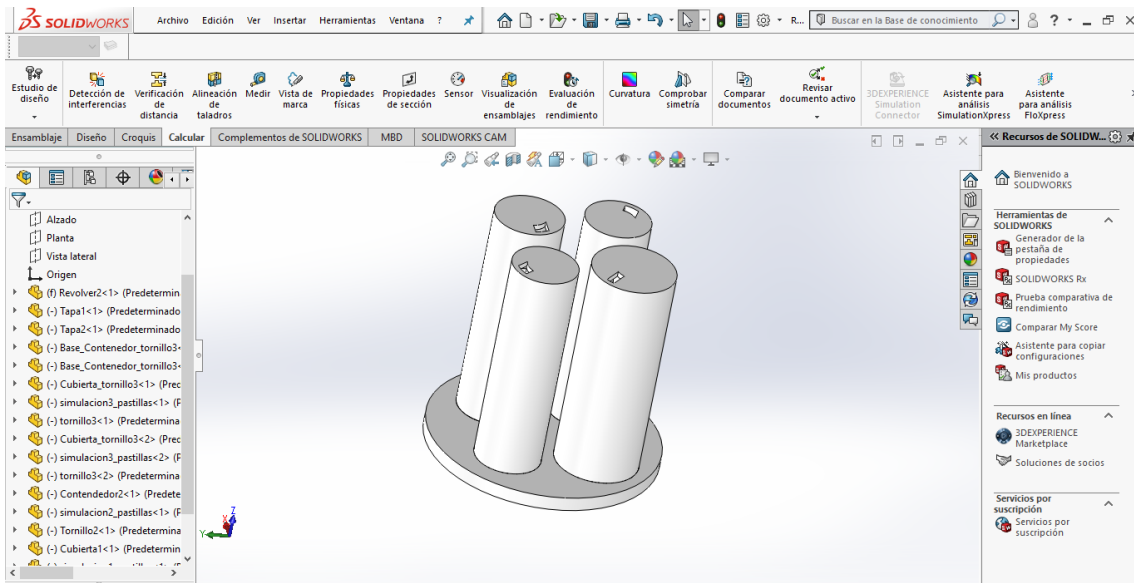 SOLIDWORKS
Archivo Edición Ver Insertar Herramientas Ventana ?
R...
Buscar en la Base de conocimiento
?
Estudio de diseño
Detección de interferencias
Verificación de distancia
Alineación de taladros
Medir
Vista de marca
Propiedades físicas
Propiedades de sección
Sensor
Visualización de ensamblajes
Evaluación de rendimiento
Curvatura
Comprobar simetría
Comparar documentos
Revisar documento activo
3DEXPERIENCE Simulation Connector
Asistente para análisis SimulationXpress
Asistente para análisis FloXpress
Ensamblaje Diseño Croquis Calcular Complementos de SOLIDWORKS MBD SOLIDWORKS CAM
Alzado
Planta
Vista lateral
Origen
(f) Revolver2<1> (Predetermin
(-) Tapa1<1> (Predeterminado
(-) Tapa2<1> (Predeterminado
(-) Base_Contenedor_tornillo3<
(-) Base_Contenedor_tornillo3<
(-) Cubierta_tornillo3<1> (Prec
(-) simulacion3_pastillas<1> (F
(-) tornillo3<1> (Predetermina
(-) Cubierta_tornillo3<2> (Prec
(-) simulacion3_pastillas<2> (F
(-) tornillo3<2> (Predetermina
(-) Contendedor2<1> (Predete
(-) simulacion2_pastillas<1> (F
(-) Tornillo2<1> (Predetermina
(-) Cubierta1<1> (Predetermin
Z
X
Y
Recursos de SOLIDW...
Bienvenido a
SOLIDWORKS
Herramientas de
SOLIDWORKS
Generador de la
pestaña de
propiedades
SOLIDWORKS Rx
Prueba comparativa de
rendimiento
Comparar My Score
Asistente para copiar
configuraciones
Mis productos
Recursos en línea
3DEXPERIENCE
Marketplace
Soluciones de socios
Servicios por
suscripción
Servicios por
suscripción